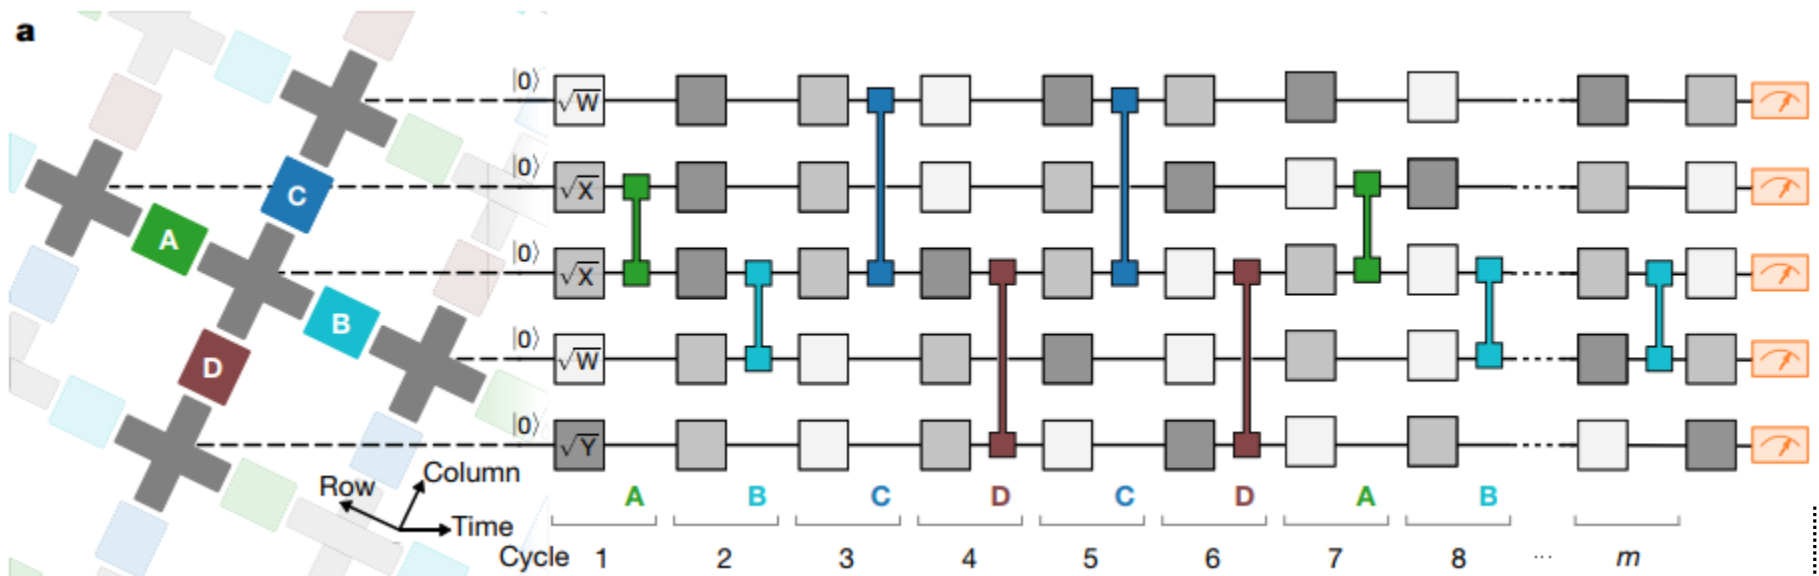 a
|0⟩
√W
|0⟩
√X
|0⟩
√X
|0⟩
√W
|0⟩
√Y
C
A
B
D
Column
Row
Time
A B C D C D A B
Cycle 1 2 3 4 5 6 7 8 ... m